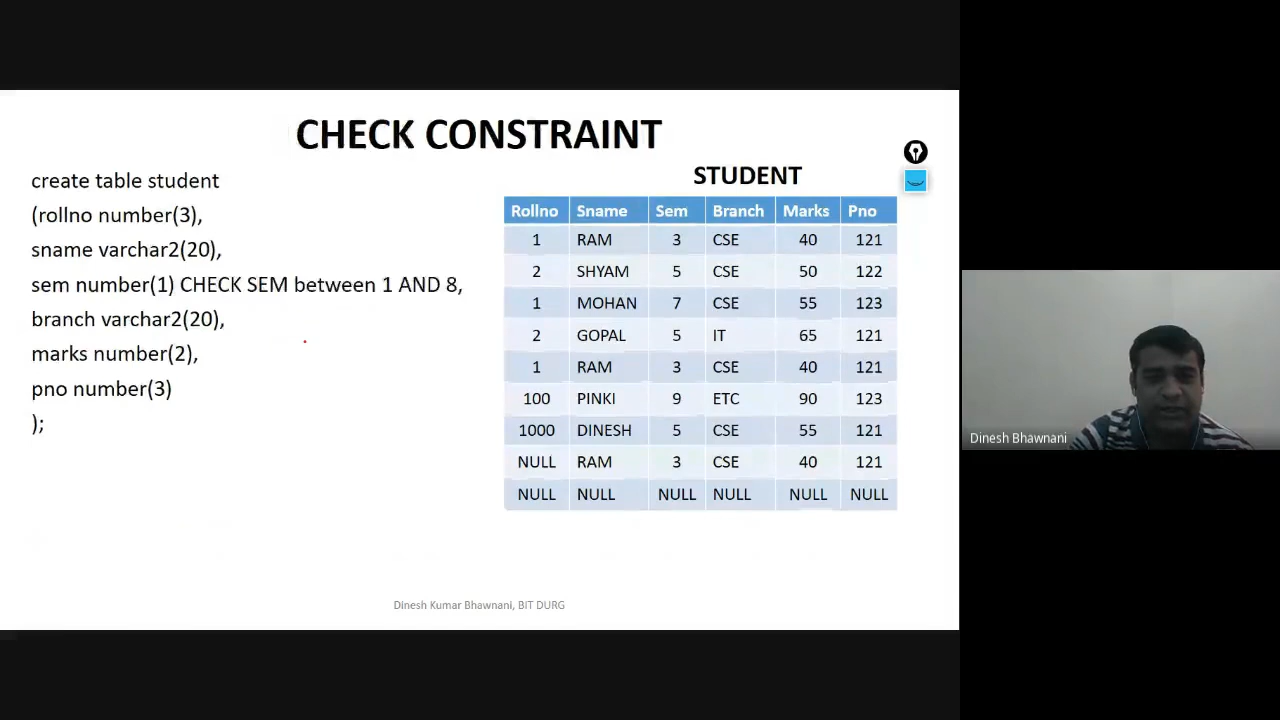 CHECK CONSTRAINT
create table student
(rollno number(3),
sname varchar2(20),
sem number(1) CHECK SEM between 1 AND 8,
branch varchar2(20),
marks number(2),
pno number(3)
);
STUDENT
Rollno Sname Sem Branch Marks Pno
1 RAM 3 CSE 40 121
2 SHYAM 5 CSE 50 122
1 MOHAN 7 CSE 55 123
2 GOPAL 5 IT 65 121
1 RAM 3 CSE 40 121
100 PINKI 9 ETC 90 123
1000 DINESH 5 CSE 55 121
NULL RAM 3 CSE 40 121
NULL NULL NULL NULL NULL NULL
Dinesh Kumar Bhawnani, BIT DURG
Dinesh Bhawnani